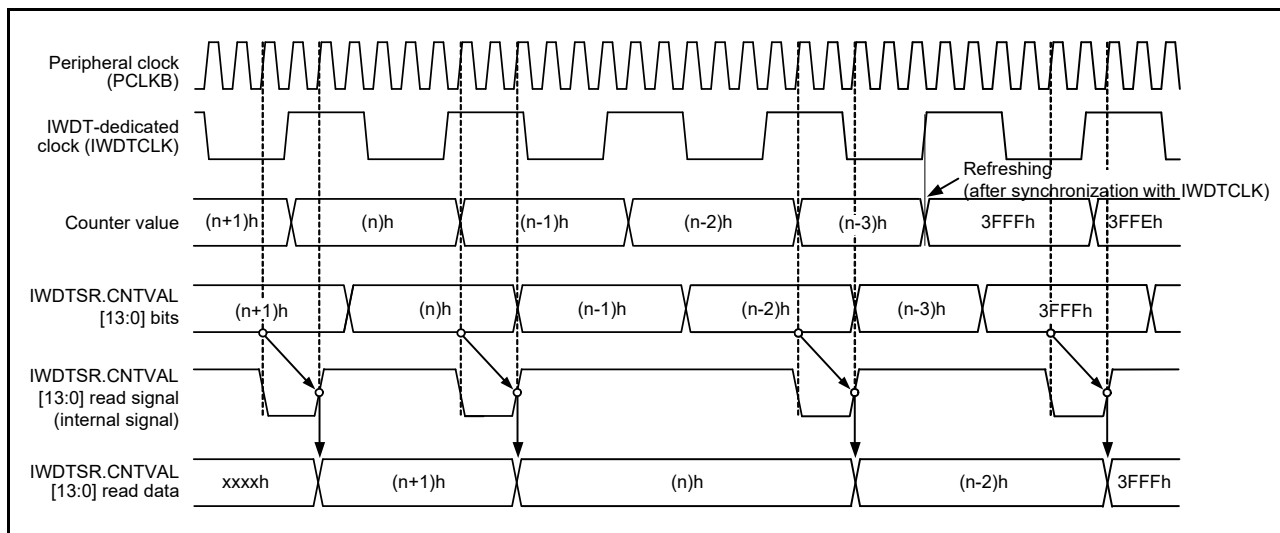 Peripheral clock
(PCLKB)
IWDT-dedicated
clock (IWDTCLK)
Refreshing
(after synchronization with IWDTCLK)
Counter value
(n+1)h
(n)h
(n-1)h
(n-2)h
(n-3)h
3FFFh
3FFEh
IWDTSR.CNTVAL
[13:0] bits
(n+1)h
(n)h
(n-1)h
(n-2)h
(n-3)h
3FFFh
IWDTSR.CNTVAL
[13:0] read signal
(internal signal)
IWDTSR.CNTVAL
[13:0] read data
xxxxh
(n+1)h
(n)h
(n-2)h
3FFFh